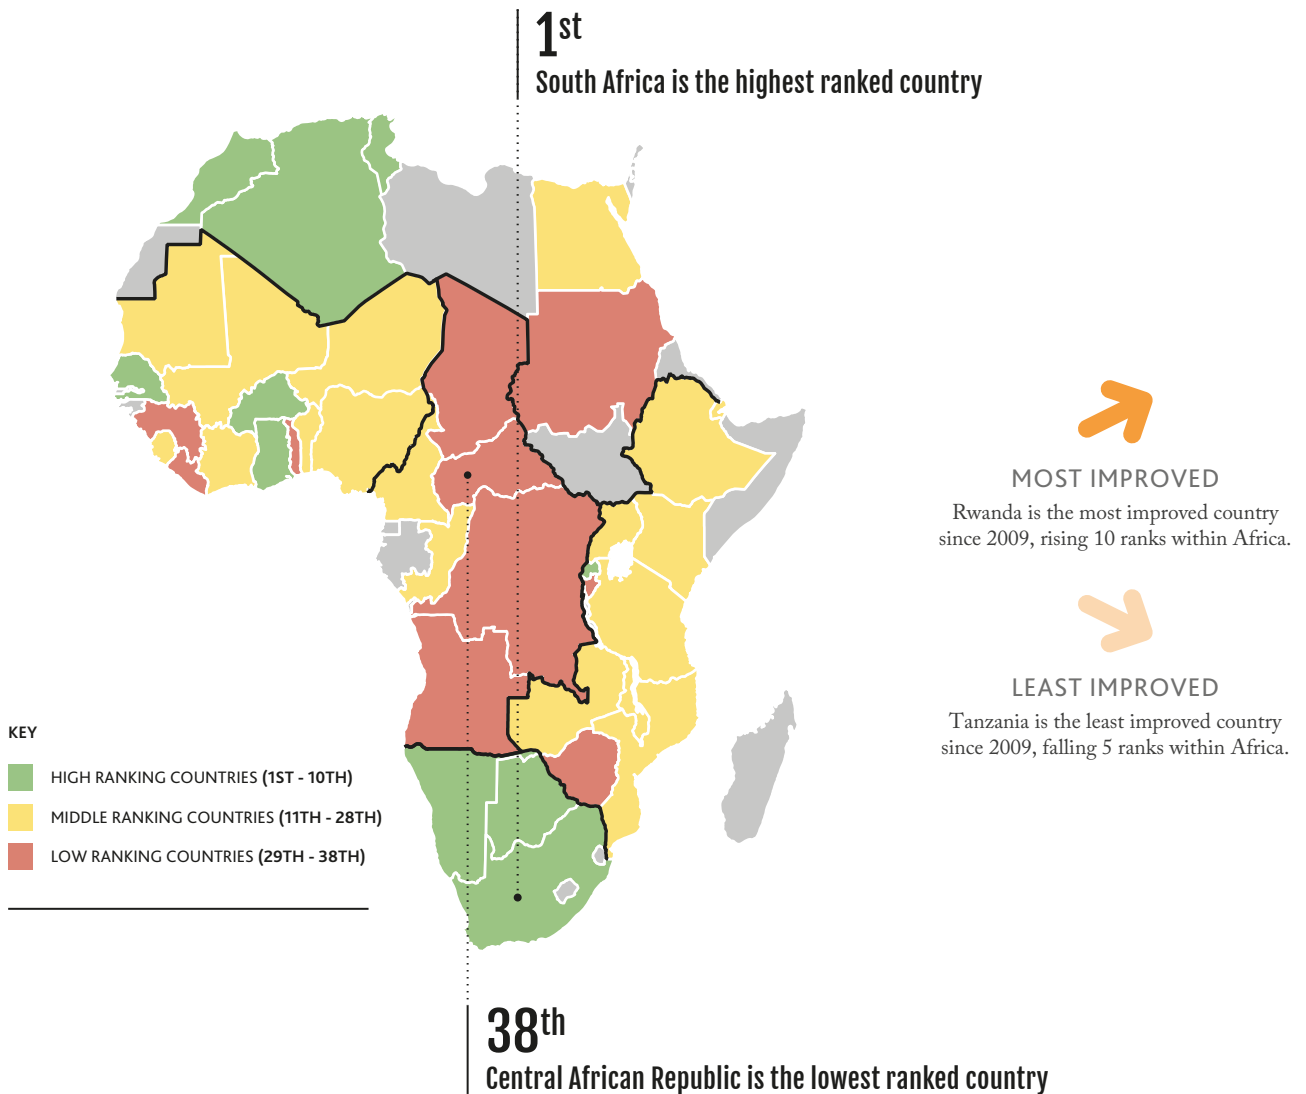 1st
South Africa is the highest ranked country
MOST IMPROVED
Rwanda is the most improved country
since 2009, rising 10 ranks within Africa.
LEAST IMPROVED
Tanzania is the least improved country
since 2009, falling 5 ranks within Africa.
KEY
HIGH RANKING COUNTRIES (1ST - 10TH)
MIDDLE RANKING COUNTRIES (11TH - 28TH)
LOW RANKING COUNTRIES (29TH - 38TH)
38th
Central African Republic is the lowest ranked country